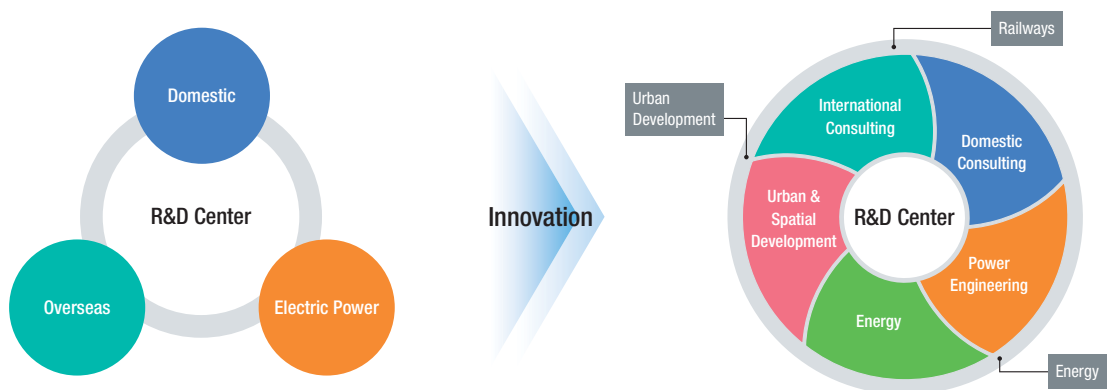 Domestic
R&D Center
Overseas
Electric Power
Innovation
Railways
Urban
Development
International
Consulting
Domestic
Consulting
Urban &
Spatial
Development
R&D Center
Power
Engineering
Energy
Energy